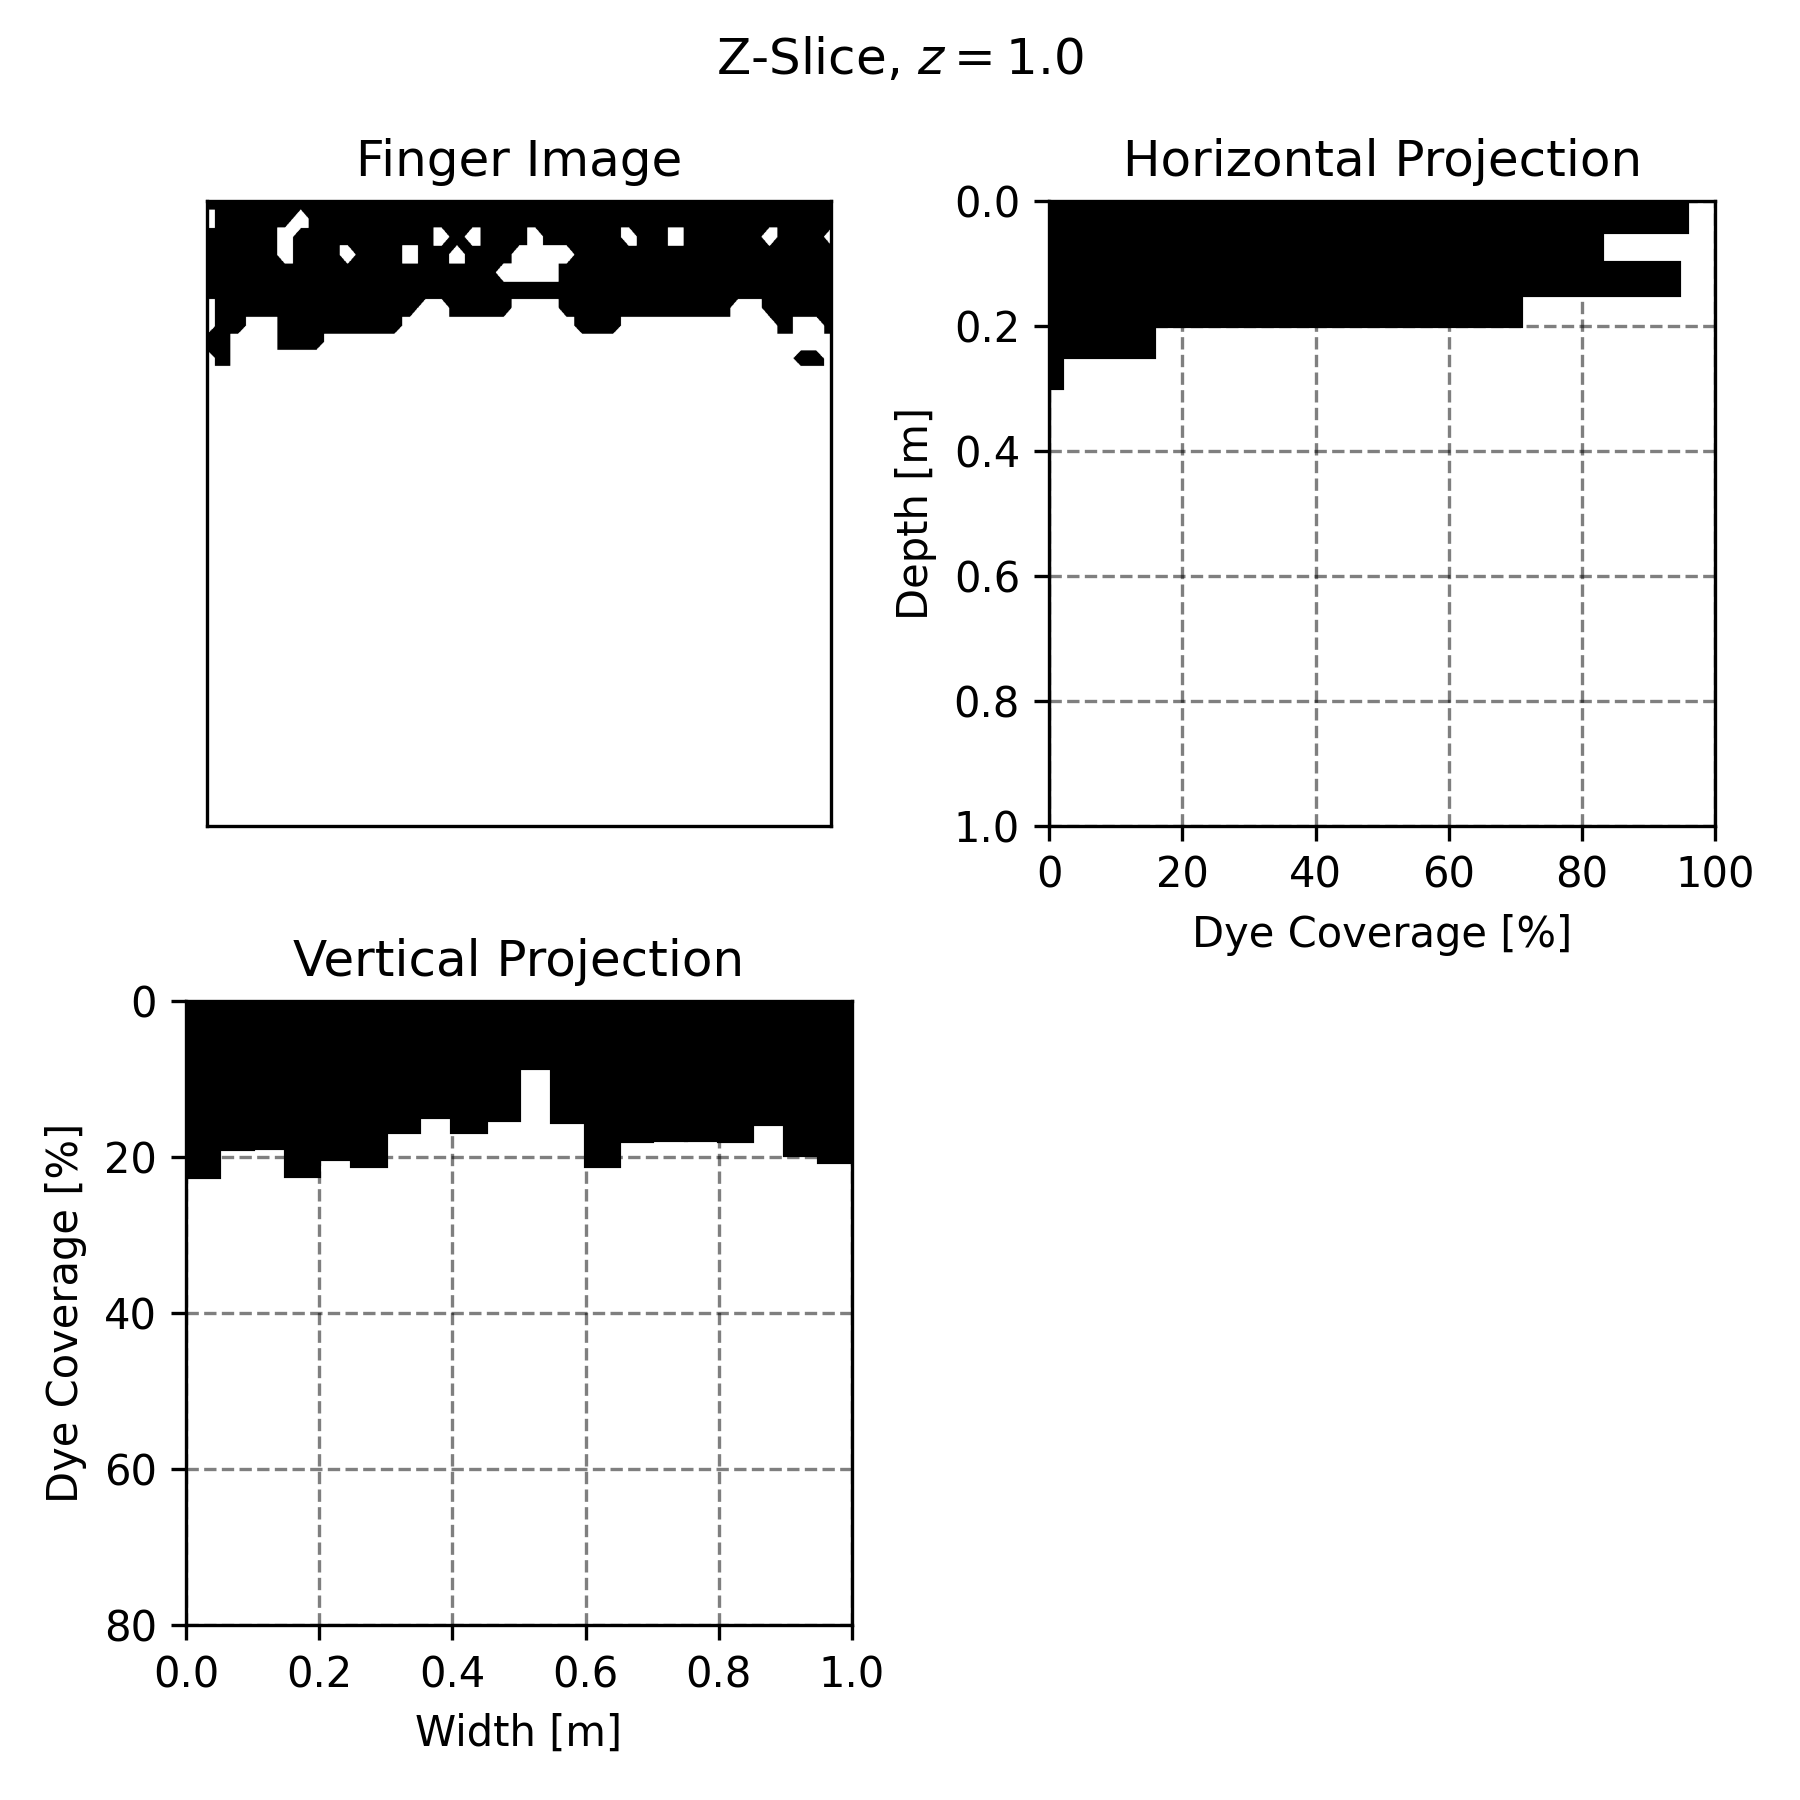 Z-Slice, z = 1.0
Finger Image
Horizontal Projection
0.0
0.2
0.4
0.6
0.8
1.0
Depth [m]
0 20 40 60 80 100
Dye Coverage [%]
Vertical Projection
0
20
40
60
80
Dye Coverage [%]
0.0 0.2 0.4 0.6 0.8 1.0
Width [m]